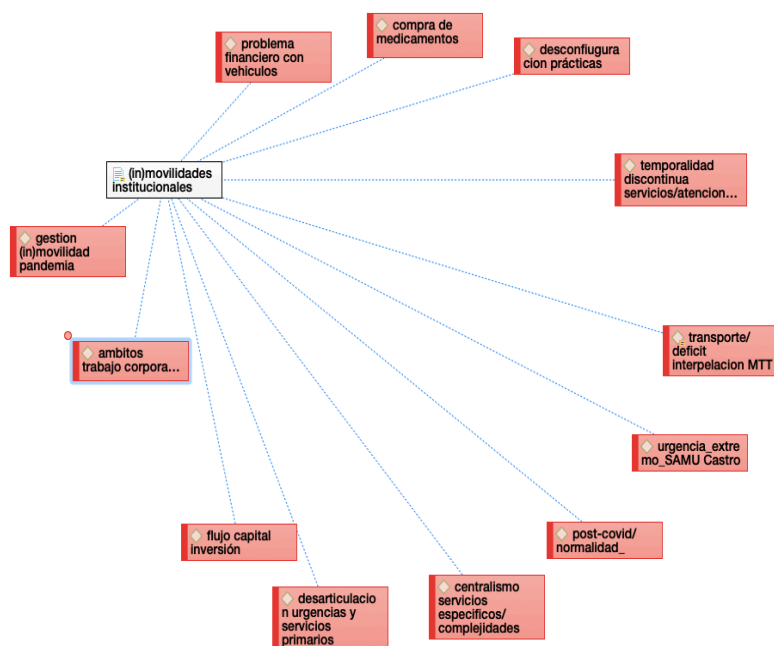 problema
financiero con
vehiculos
compra de
medicamentos
desconfiugura
cion prácticas
(in)movilidades
institucionales
temporalidad
discontinua
servicios/atencion…
gestion
(in)movilidad
pandemia
transporte/
deficit
interpelacion MTT
ambitos
trabajo corpora…
urgencia_extre
mo_SAMU Castro
flujo capital
inversión
post-covid/
normalidad_
desarticulacio
n urgencias y
servicios
primarios
centralismo
servicios
especificos/
complejidades